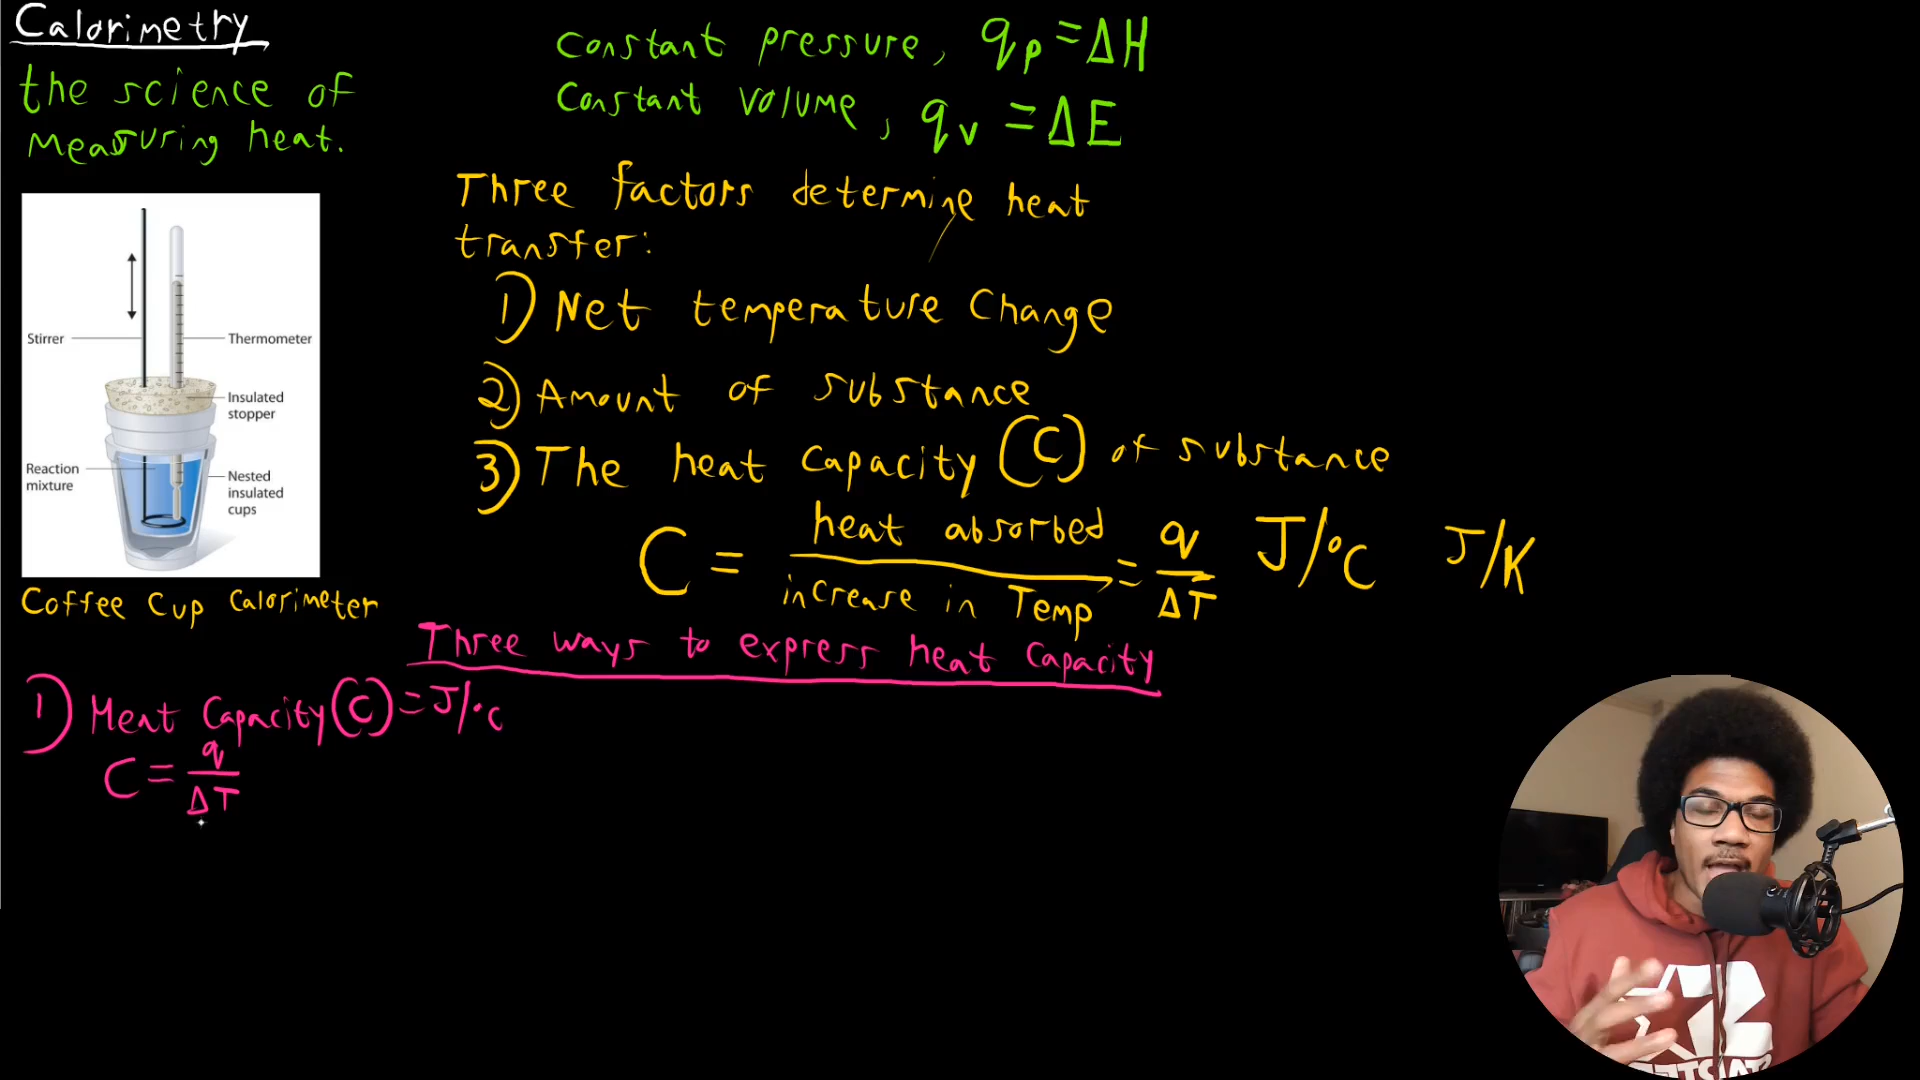 Calorimetry
the science of
measuring heat.
Constant pressure, qp = ΔH
Constant volume, qv = ΔE
Three factors determine heat
transfer:
1) Net temperature Change
2) Amount of substance
3) The heat capacity (C) of substance
C = heat absorbed / increase in Temp = q / ΔT J/°C J/K
Stirrer
Thermometer
Insulated
stopper
Reaction
mixture
Nested
insulated
cups
Coffee Cup Calorimeter
Three ways to express heat Capacity
1) Heat Capacity (C) = J/°C
C = q / ΔT